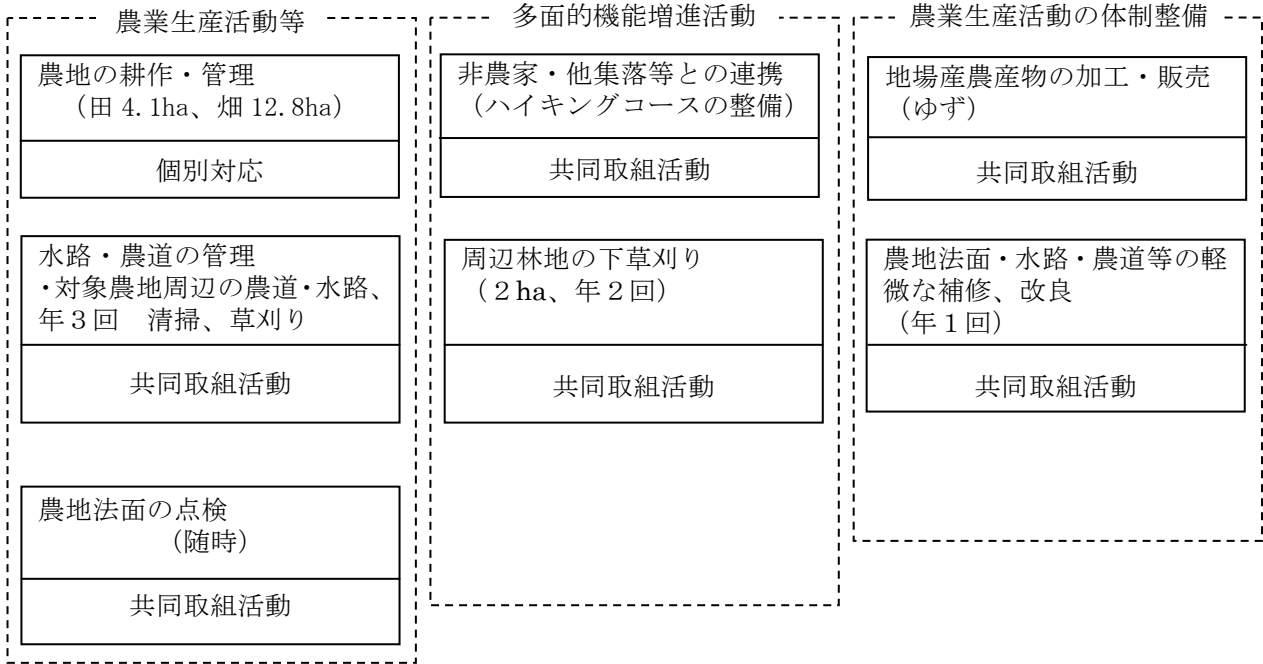 農業生産活動等
農地の耕作・管理
（田 4.1ha、畑 12.8ha）
個別対応
水路・農道の管理
・対象農地周辺の農道・水路、
年３回　清掃、草刈り
共同取組活動
農地法面の点検
（随時）
共同取組活動
多面的機能増進活動
非農家・他集落等との連携
（ハイキングコースの整備）
共同取組活動
周辺林地の下草刈り
（２ha、年２回）
共同取組活動
農業生産活動の体制整備
地場産農産物の加工・販売
（ゆず）
共同取組活動
農地法面・水路・農道等の軽
微な補修、改良
（年１回）
共同取組活動